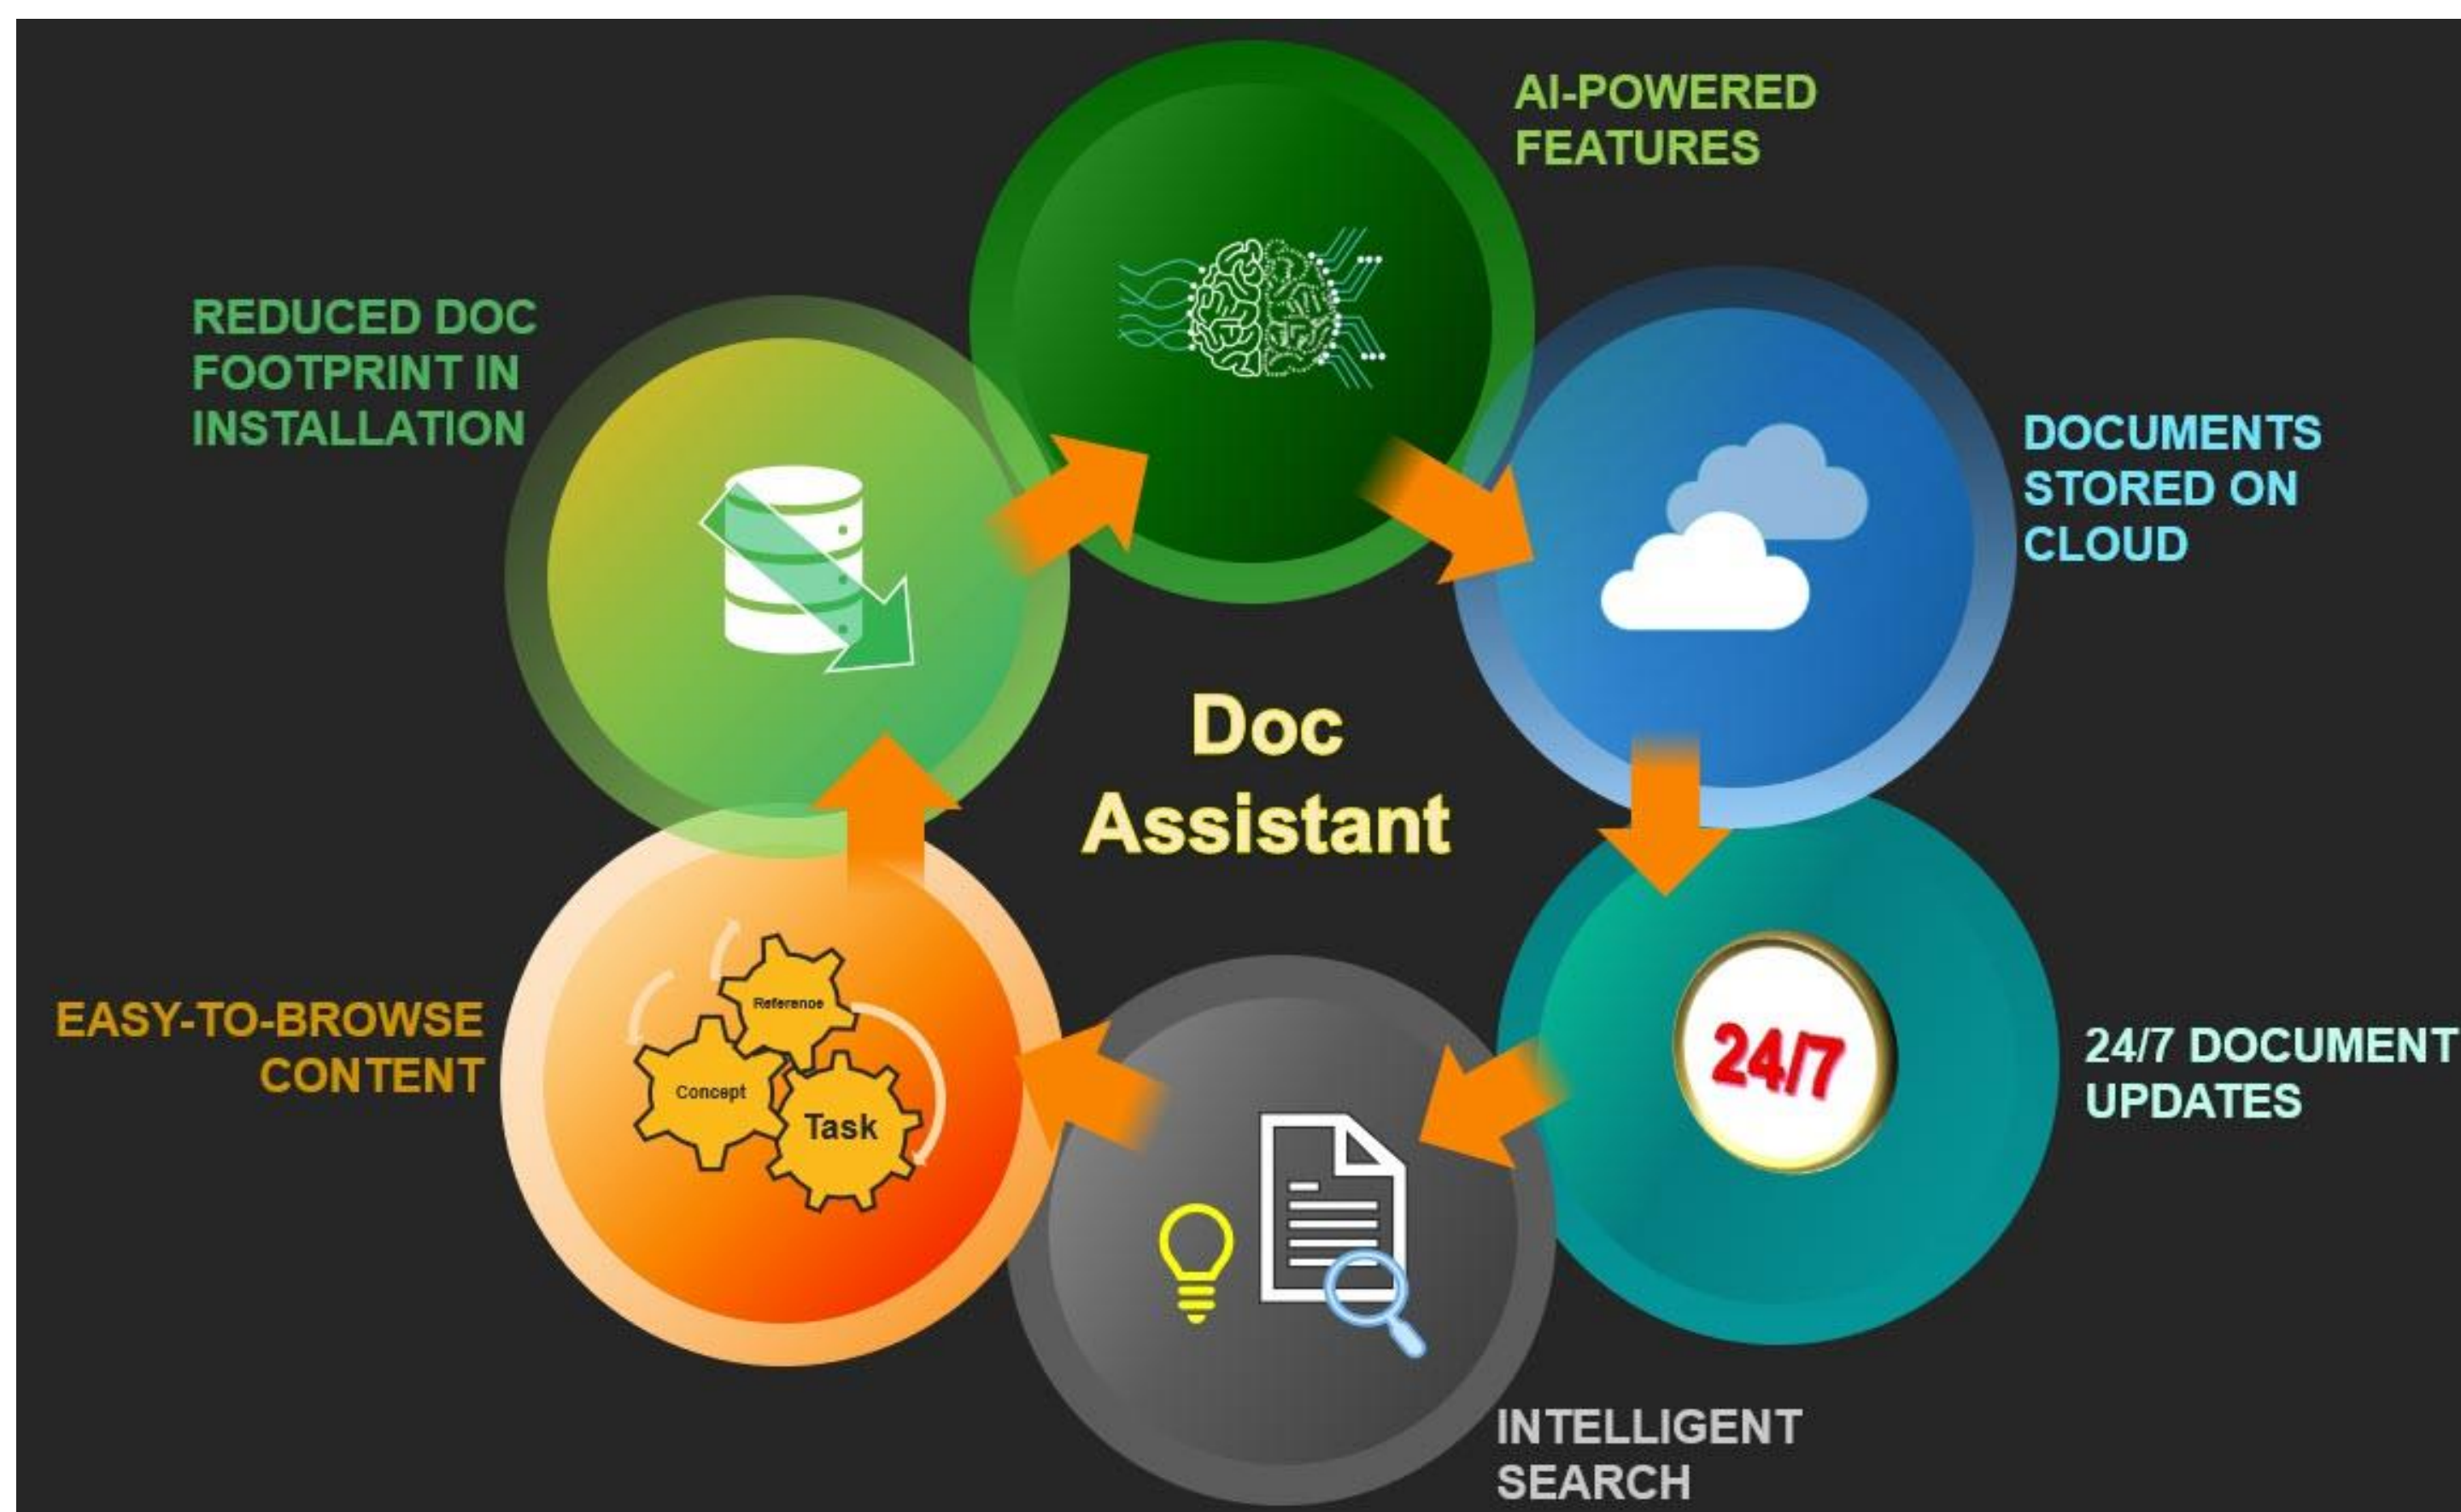 AI-POWERED
FEATURES
REDUCED DOC
FOOTPRINT IN
INSTALLATION
DOCUMENTS
STORED ON
CLOUD
Doc
Assistant
Reference
Concept
Task
EASY-TO-BROWSE
CONTENT
24/7
24/7 DOCUMENT
UPDATES
INTELLIGENT
SEARCH